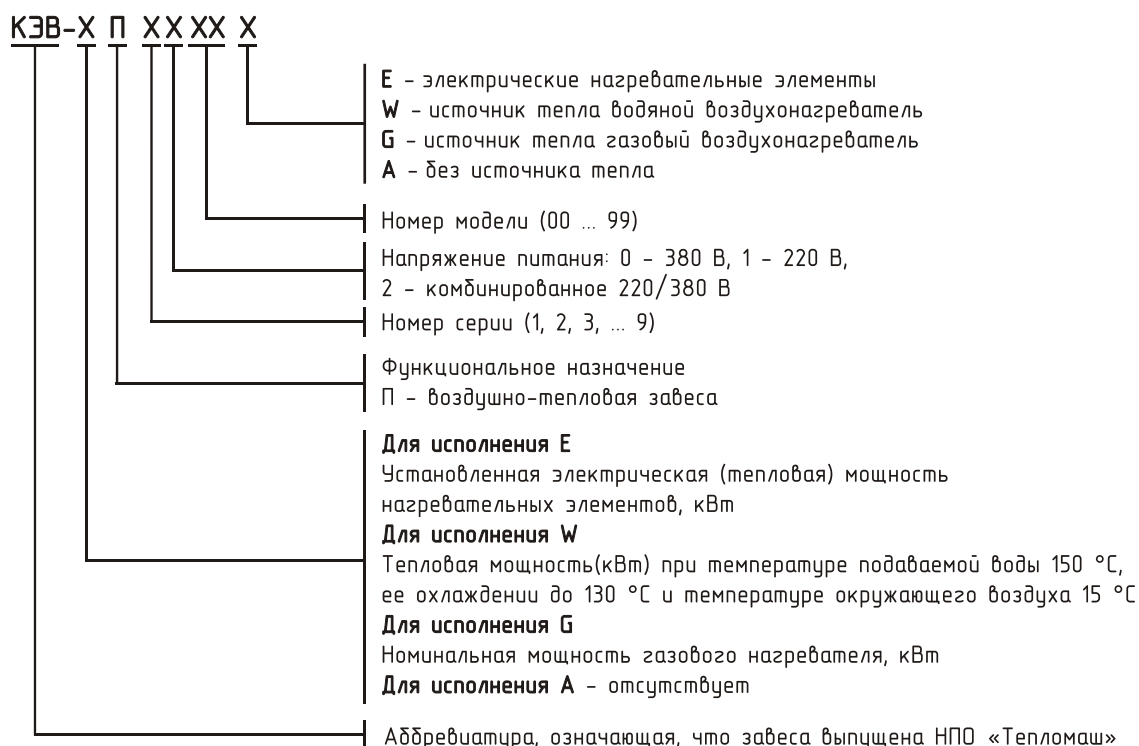 КЭВ-Х П Х Х ХХ Х
E – электрические нагревательные элементы
W – источник тепла водяной воздухонагреватель
G – источник тепла газовый воздухонагреватель
A – без источника тепла
Номер модели (00 ... 99)
Напряжение питания: 0 – 380 В, 1 – 220 В,
2 – комбинированное 220/380 В
Номер серии (1, 2, 3, ... 9)
Функциональное назначение
П – воздушно-тепловая завеса
Для исполнения E
Установленная электрическая (тепловая) мощность
нагревательных элементов, кВт
Для исполнения W
Тепловая мощность(кВт) при температуре подаваемой воды 150 °С,
ее охлаждении до 130 °С и температуре окружающего воздуха 15 °С
Для исполнения G
Номинальная мощность газового нагревателя, кВт
Для исполнения A – отсутствует
Аббревиатура, означающая, что завеса выпущена НПО «Тепломаш»